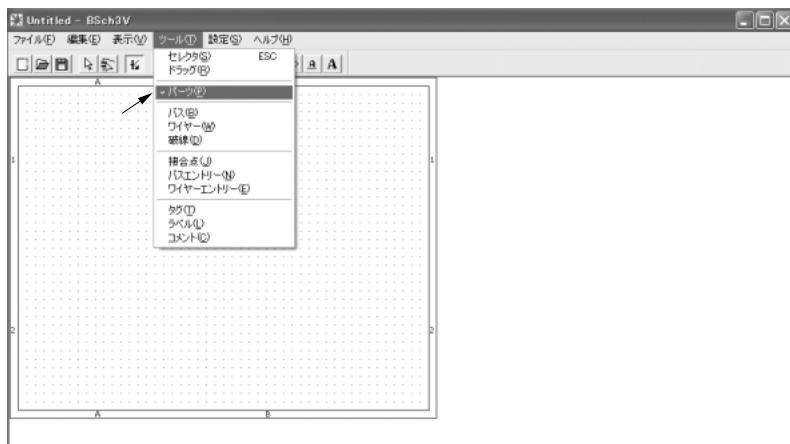 Untitled - BSch3V
ファイル(F) 編集(E) 表示(V) ツール(T) 設定(S) ヘルプ(H)
セレクタ(S) ESC
ドラッグ(R)
パーツ(P)
バス(B)
ワイヤー(W)
破線(D)
接合点(J)
バスエントリー(N)
ワイヤーエントリー(E)
タグ(T)
ラベル(L)
コメント(C)
a A
A
1 1
2 2
A B